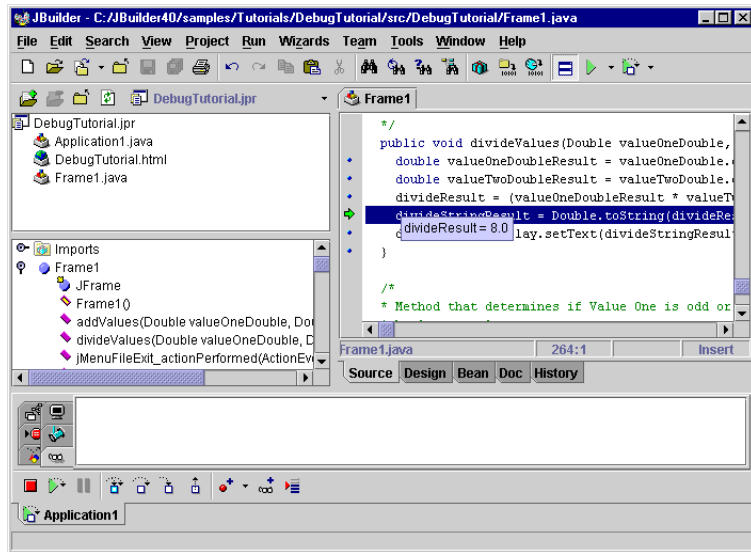 JBuilder - C:/JBuilder40/samples/Tutorials/DebugTutorial/src/DebugTutorial/Frame1.java
File Edit Search View Project Run Wizards Team Tools Window Help
DebugTutorial.jpr
Frame1
DebugTutorial.jpr
Application1.java
DebugTutorial.html
Frame1.java
*/
public void divideValues(Double valueOneDouble,
double valueOneDoubleResult = valueOneDouble.
double valueTwoDoubleResult = valueTwoDouble.
divideResult = (valueOneDoubleResult * valueTw
divideStringResult = Double.toString(divideRe
divideResult = 8.0
lay.setText(divideStringResul
}
/*
* Method that determines if Value One is odd or
Imports
Frame1
JFrame
Frame1()
addValues(Double valueOneDouble, Dou
divideValues(Double valueOneDouble, D
jMenuFileExit_actionPerformed(ActionEve
Frame1.java 264:1 Insert
Source Design Bean Doc History
Application1